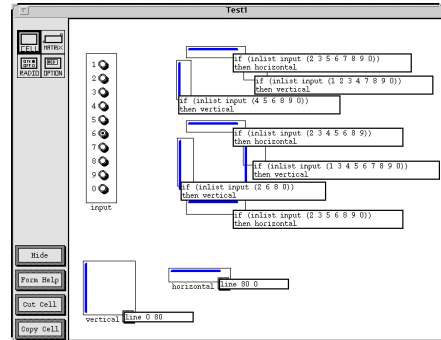 Test1
CELL MATRIX
RADIO OPTION
1
2
3
4
5
6
7
8
9
0
input
if (inlist input (2 3 5 6 7 8 9 0))
then horizontal
if (inlist input (1 2 3 4 7 8 9 0))
then vertical
if (inlist input (4 5 6 8 9 0))
then vertical
if (inlist input (2 3 4 5 6 8 9))
then horizontal
if (inlist input (1 3 4 5 6 7 8 9 0))
then vertical
if (inlist input (2 6 8 0))
then vertical
if (inlist input (2 3 5 6 8 9 0))
then horizontal
Hide
Form Help
Cut Cell
Copy Cell
vertical
line 0 80
horizontal
line 80 0